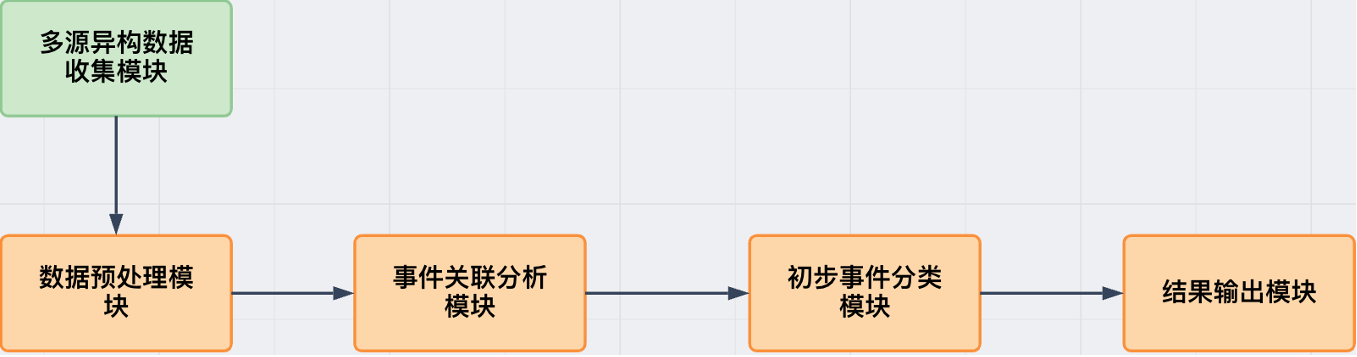 多源异构数据
收集模块
数据预处理模
块
事件关联分析
模块
初步事件分类
模块
结果输出模块